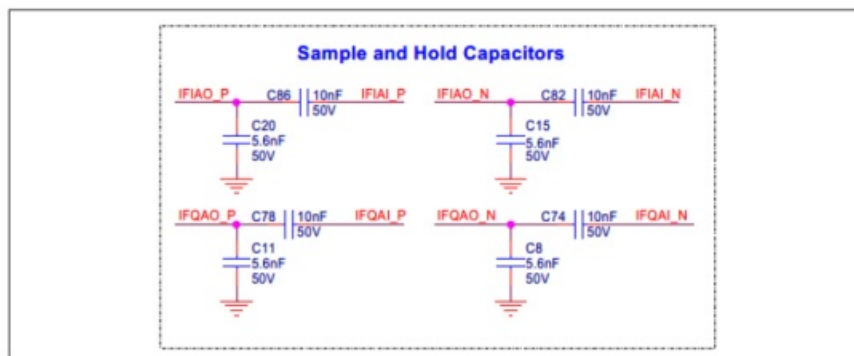 Sample and Hold Capacitors
IFIAO_P C86 10nF IFIAI_P
50V
C20
5.6nF
50V
IFIAO_N C82 10nF IFIAI_N
50V
C15
5.6nF
50V
IFQAO_P C78 10nF IFQAI_P
50V
C11
5.6nF
50V
IFQAO_N C74 10nF IFQAI_N
50V
C8
5.6nF
50V